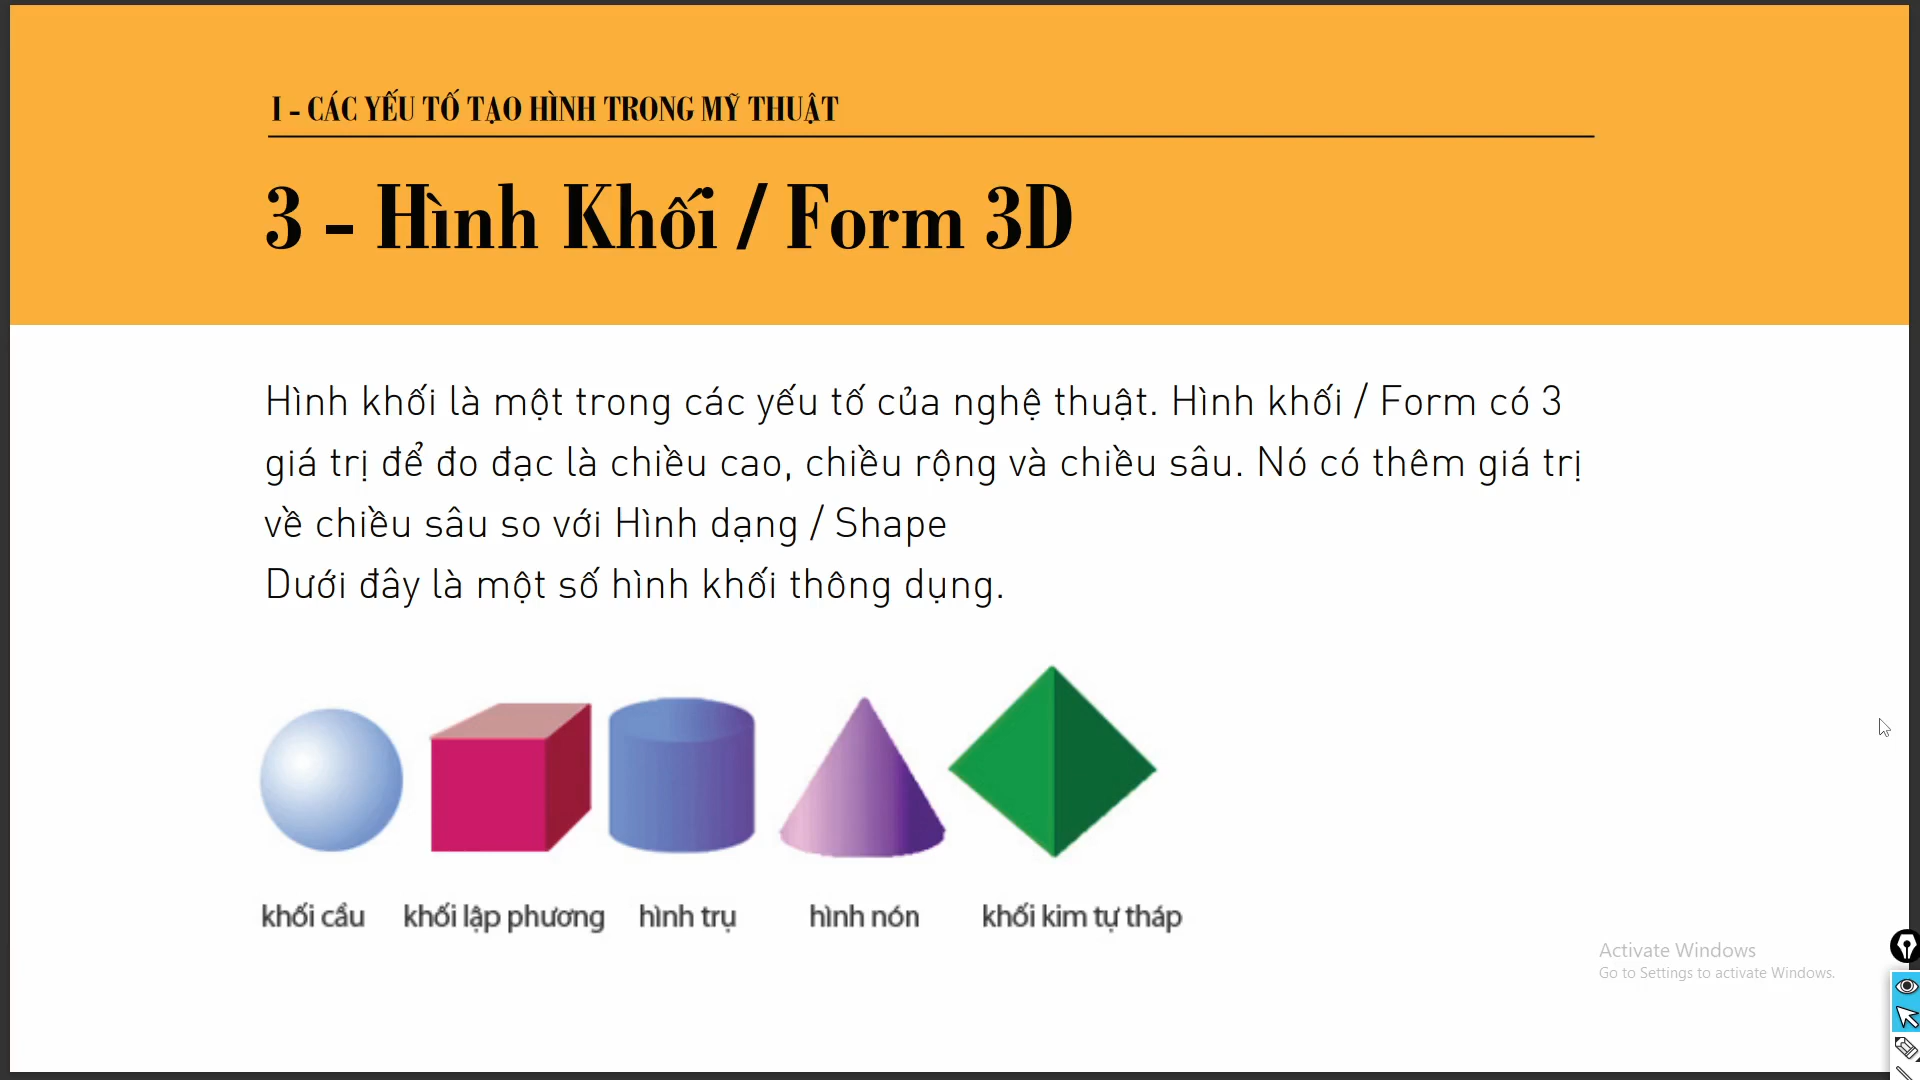 I - CÁC YẾU TỐ TẠO HÌNH TRONG MỸ THUẬT
3 - Hình Khối / Form 3D
Hình khối là một trong các yếu tố của nghệ thuật. Hình khối / Form có 3
giá trị để đo đạc là chiều cao, chiều rộng và chiều sâu. Nó có thêm giá trị
về chiều sâu so với Hình dạng / Shape
Dưới đây là một số hình khối thông dụng.
khối cầu khối lập phương hình trụ hình nón khối kim tự tháp
Activate Windows
Go to Settings to activate Windows.